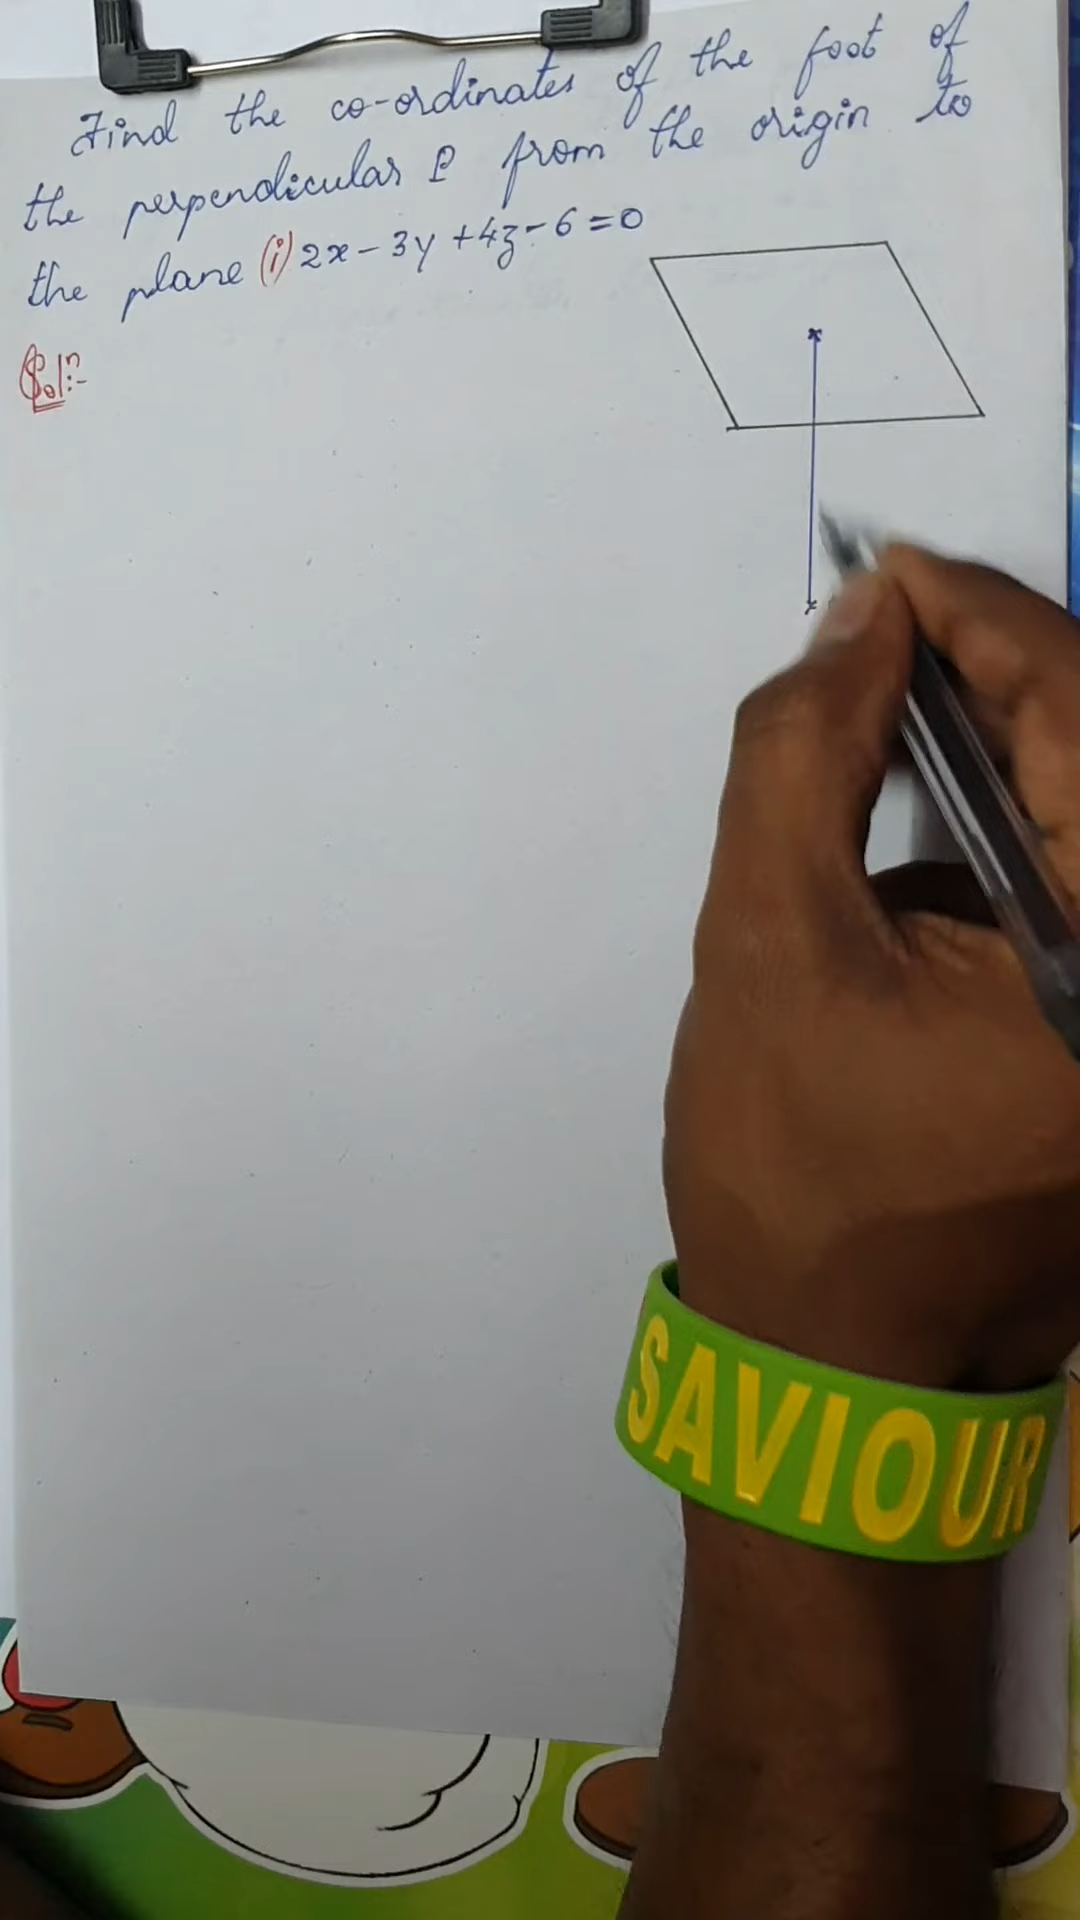 Find the co-ordinates of the foot of
the perpendicular P from the origin to
the plane (i) 2x - 3y + 4z - 6 = 0
Solⁿ:-
SAVIOUR